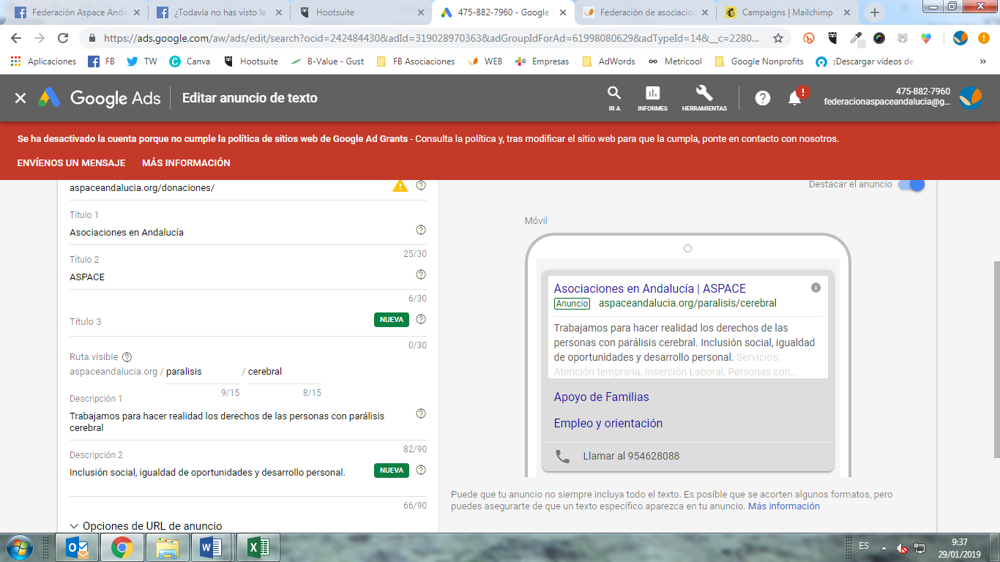 Federación Aspace Anda
¿Todavía no has visto la
Hootsuite
475-882-7960 - Google
Federación de asociacion
Campaigns | Mailchimp
https://ads.google.com/aw/ads/edit/search?ocid=242484430&adId=319028970363&adGroupIdForAd=61998080629&adTypeId=14&__c=2280...
Aplicaciones
FB
TW
Canva
Hootsuite
B-Value - Gust
FB Asociaciones
WEB
Empresas
AdWords
Metricool
Google Nonprofits
¡Descargar vídeos de
»
Google Ads
Editar anuncio de texto
IR A
INFORMES
HERRAMIENTAS
475-882-7960
federacionaspaceandalucia@g...
Se ha desactivado la cuenta porque no cumple la política de sitios web de Google Ad Grants - Consulta la política y, tras modificar el sitio web para que la cumpla, ponte en contacto con nosotros.
ENVÍENOS UN MENSAJE
MÁS INFORMACIÓN
aspaceandalucia.org/donaciones/
Título 1
Asociaciones en Andalucía
25/30
Título 2
ASPACE
6/30
Título 3
NUEVA
0/30
Ruta visible
aspaceandalucia.org / paralisis / cerebral
9/15
8/15
Descripción 1
Trabajamos para hacer realidad los derechos de las personas con parálisis
cerebral
82/90
Descripción 2
Inclusión social, igualdad de oportunidades y desarrollo personal.
NUEVA
66/90
Opciones de URL de anuncio
Destacar el anuncio
Móvil
Asociaciones en Andalucía | ASPACE
Anuncio aspaceandalucia.org/paralisis/cerebral
Trabajamos para hacer realidad los derechos de las
personas con parálisis cerebral. Inclusión social, igualdad
de oportunidades y desarrollo personal. Servicios:
Atención temprana, Inserción Laboral, Personas con...
Apoyo de Familias
Empleo y orientación
Llamar al 954628088
Puede que tu anuncio no siempre incluya todo el texto. Es posible que se acorten algunos formatos, pero
puedes asegurarte de que un texto específico aparezca en tu anuncio. Más información
ES
9:37
29/01/2019